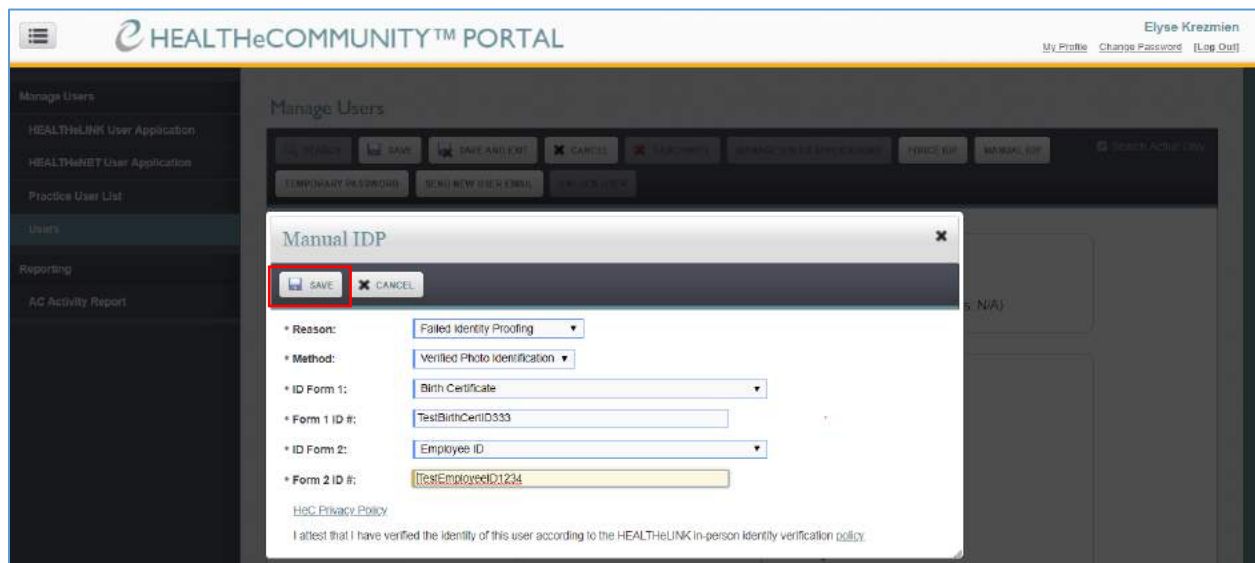 HEALTHeCOMMUNITY™ PORTAL
Elyse Krezmien
My Profile Change Password [Log Out]
Manage Users
HEALTHeLINK User Application
HEALTHeNET User Application
Practice User List
Users
Reporting
AC Activity Report
Manage Users
SEARCH SAVE SAVE AND EXIT CANCEL FORCE IDP MANUAL IDP Search Active Only
TEMPORARY PASSWORD SEND NEW USER EMAIL
Manual IDP
SAVE CANCEL
s, N/A)
* Reason: Failed Identity Proofing
* Method: Verified Photo Identification
* ID Form 1: Birth Certificate
* Form 1 ID #: TestBirthCertID333
* ID Form 2: Employee ID
* Form 2 ID #: TestEmployeeID1234
HeC Privacy Policy
I attest that I have verified the identity of this user according to the HEALTHeLINK in-person identity verification policy